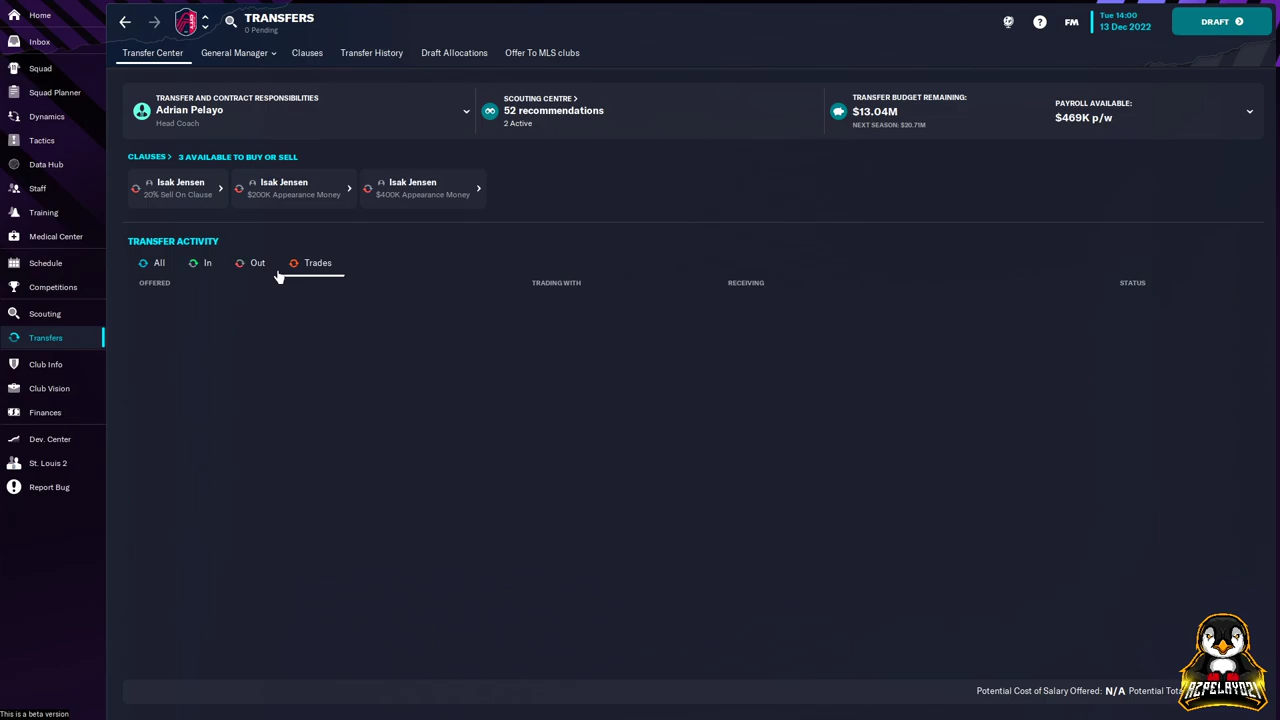 Home
Inbox
Squad
Squad Planner
Dynamics
Tactics
Data Hub
Staff
Training
Medical Center
Schedule
Competitions
Scouting
Transfers
Club Info
Club Vision
Finances
Dev. Center
St. Louis 2
Report Bug
This is a beta version
TRANSFERS
0 Pending
FM
Tue 14:00
13 Dec 2022
DRAFT
Transfer Center
General Manager
Clauses
Transfer History
Draft Allocations
Offer To MLS clubs
TRANSFER AND CONTRACT RESPONSIBILITIES
Adrian Pelayo
Head Coach
SCOUTING CENTRE >
52 recommendations
2 Active
TRANSFER BUDGET REMAINING:
$13.04M
NEXT SEASON: $20.71M
PAYROLL AVAILABLE:
$469K p/w
CLAUSES > 3 AVAILABLE TO BUY OR SELL
Isak Jensen
20% Sell On Clause
Isak Jensen
$200K Appearance Money
Isak Jensen
$400K Appearance Money
TRANSFER ACTIVITY
All In Out Trades
OFFERED TRADING WITH RECEIVING STATUS
Potential Cost of Salary Offered: N/A Potential
AZPELAYO21